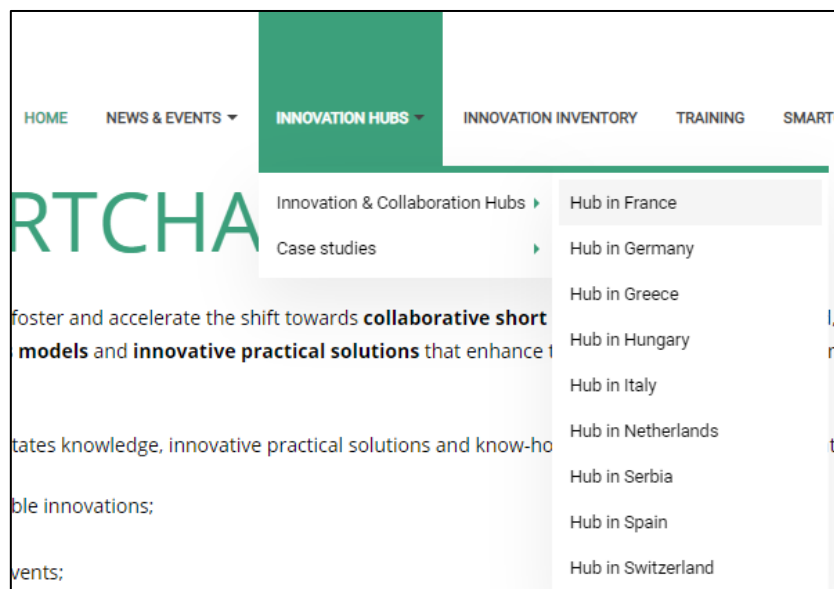 HOME NEWS & EVENTS INNOVATION HUBS INNOVATION INVENTORY TRAINING SMART
RTCHA
Innovation & Collaboration Hubs
Case studies
Hub in France
Hub in Germany
Hub in Greece
Hub in Hungary
Hub in Italy
Hub in Netherlands
Hub in Serbia
Hub in Spain
Hub in Switzerland
foster and accelerate the shift towards collaborative short
models and innovative practical solutions that enhance
tates knowledge, innovative practical solutions and know-ho
ble innovations;
vents;